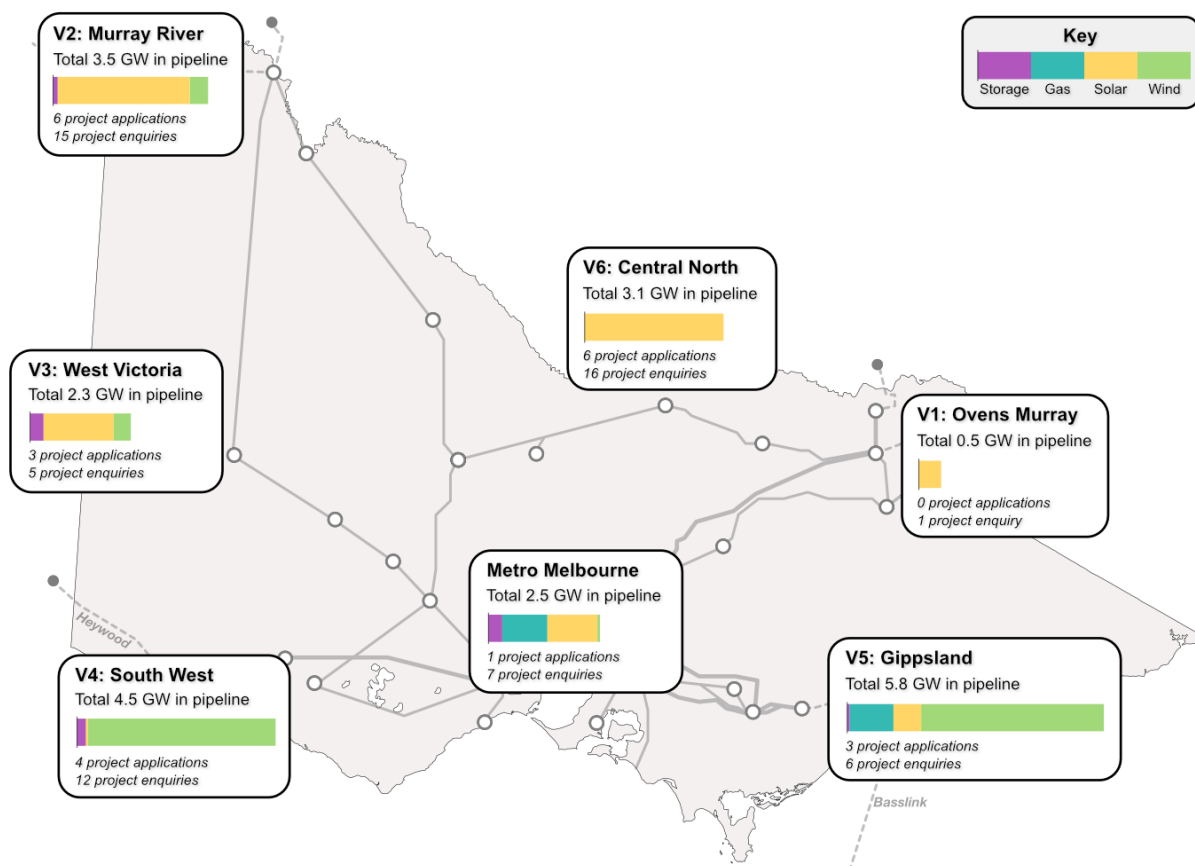 V2: Murray River
Total 3.5 GW in pipeline
6 project applications
15 project enquiries
Key
Storage
Gas
Solar
Wind
V6: Central North
Total 3.1 GW in pipeline
6 project applications
16 project enquiries
V3: West Victoria
Total 2.3 GW in pipeline
3 project applications
5 project enquiries
V1: Ovens Murray
Total 0.5 GW in pipeline
0 project applications
1 project enquiry
Metro Melbourne
Total 2.5 GW in pipeline
1 project applications
7 project enquiries
Heywood
V4: South West
Total 4.5 GW in pipeline
4 project applications
12 project enquiries
V5: Gippsland
Total 5.8 GW in pipeline
3 project applications
6 project enquiries
Basslink